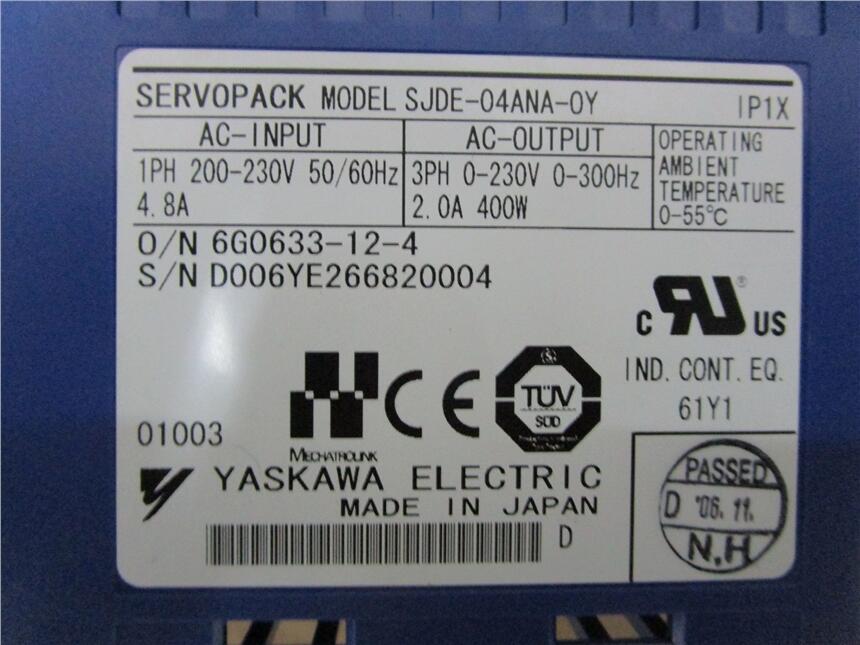 SERVOPACK MODEL SJDE-04ANA-OY IP1X
AC-INPUT
1PH 200-230V 50/60Hz
4.8A
AC-OUTPUT
3PH 0-230V 0-300Hz
2.0A 400W
OPERATING
AMBIENT
TEMPERATURE
0-55℃
O/N 6G0633-12-4
S/N D006YE266820004
C RU ® US
IND. CONT. EQ.
61Y1
MECHATROLINK
CE
TÜV
SÜD
01003
YASKAWA ELECTRIC
MADE IN JAPAN
D
PASSED
D '06.11.
N.H